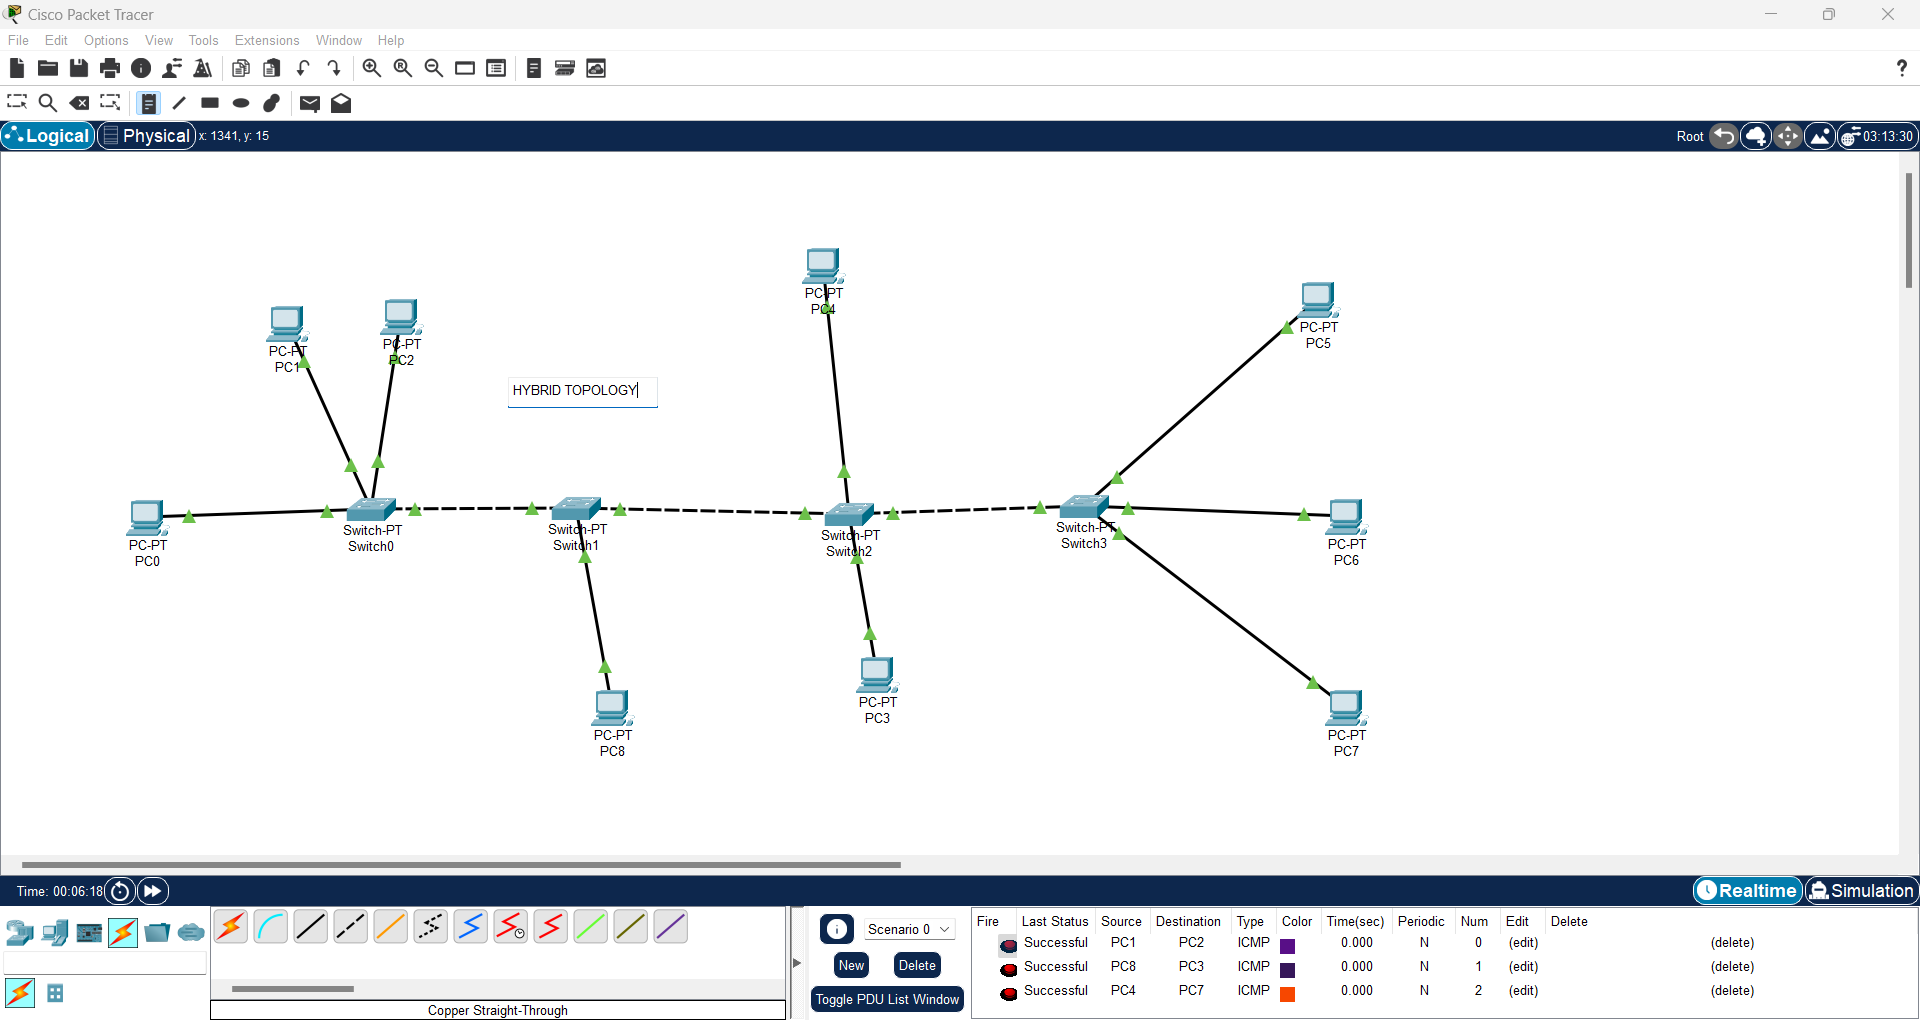 Cisco Packet Tracer
File Edit Options View Tools Extensions Window Help
?
Logical Physical x: 1341, y: 15 Root 03:13:30
PC-PT
PC4
PC-PT
PC5
PC-PT
PC1
PC-PT
PC2
HYBRID TOPOLOGY
PC-PT
PC0
Switch-PT
Switch0
Switch-PT
Switch1
Switch-PT
Switch2
Switch-PT
Switch3
PC-PT
PC6
PC-PT
PC8
PC-PT
PC3
PC-PT
PC7
Time: 00:06:18 Realtime Simulation
Scenario 0
New Delete
Toggle PDU List Window
Copper Straight-Through
Fire Last Status Source Destination Type Color Time(sec) Periodic Num Edit Delete
Successful PC1 PC2 ICMP 0.000 N 0 (edit) (delete)
Successful PC8 PC3 ICMP 0.000 N 1 (edit) (delete)
Successful PC4 PC7 ICMP 0.000 N 2 (edit) (delete)